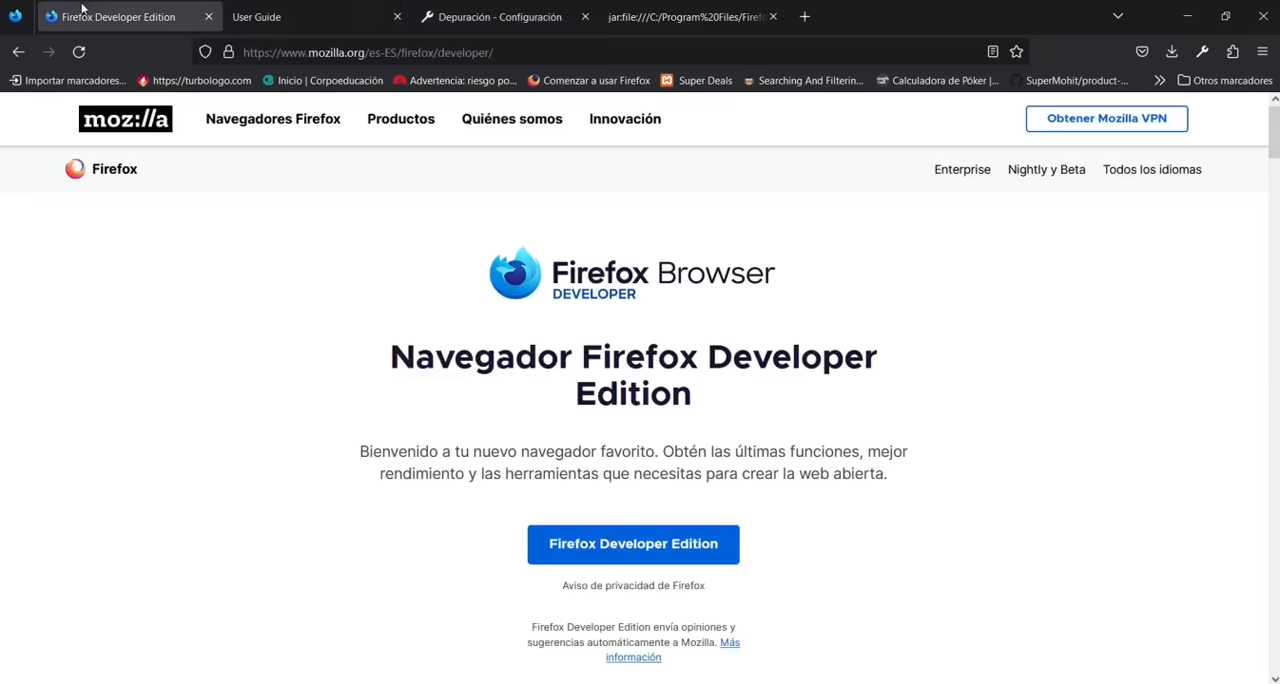 Firefox Developer Edition
User Guide
Depuración - Configuración
jar:file:///C:/Program%20Files/Firef
https://www.mozilla.org/es-ES/firefox/developer/
Importar marcadores...
https://turbologo.com
Inicio | Corpoeducación
Advertencia: riesgo po...
Comenzar a usar Firefox
Super Deals
Searching And Filterin...
Calculadora de Póker |...
SuperMohit/product-...
Otros marcadores
moz://a
Navegadores Firefox
Productos
Quiénes somos
Innovación
Obtener Mozilla VPN
Firefox
Enterprise
Nightly y Beta
Todos los idiomas
Firefox Browser
DEVELOPER
Navegador Firefox Developer
Edition
Bienvenido a tu nuevo navegador favorito. Obtén las últimas funciones, mejor
rendimiento y las herramientas que necesitas para crear la web abierta.
Firefox Developer Edition
Aviso de privacidad de Firefox
Firefox Developer Edition envía opiniones y
sugerencias automáticamente a Mozilla. Más
información